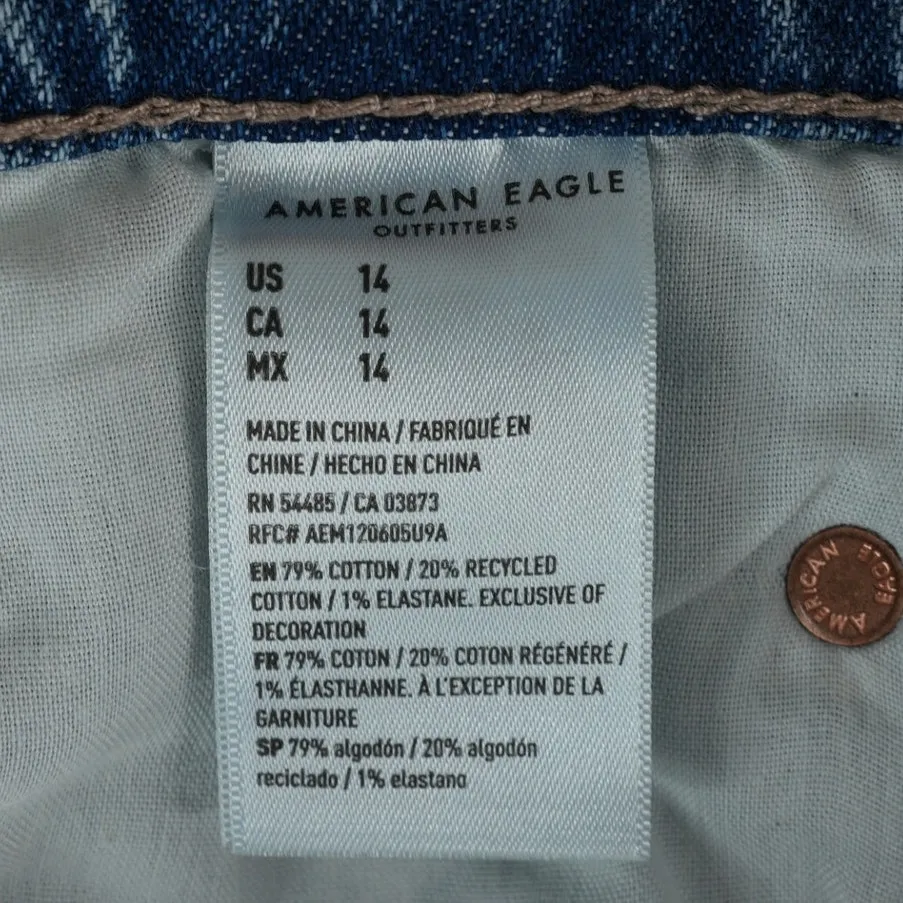 AMERICAN EAGLE
OUTFITTERS
US 14
CA 14
MX 14
MADE IN CHINA / FABRIQUÉ EN
CHINE / HECHO EN CHINA
RN 54485 / CA 03873
RFC# AEM120605U9A
EN 79% COTTON / 20% RECYCLED
COTTON / 1% ELASTANE. EXCLUSIVE OF
DECORATION
FR 79% COTON / 20% COTON RÉGÉNÉRÉ /
1% ÉLASTHANNE. À L'EXCEPTION DE LA
GARNITURE
SP 79% algodón / 20% algodón
reciclado / 1% elastano
AMERICAN EAGLE